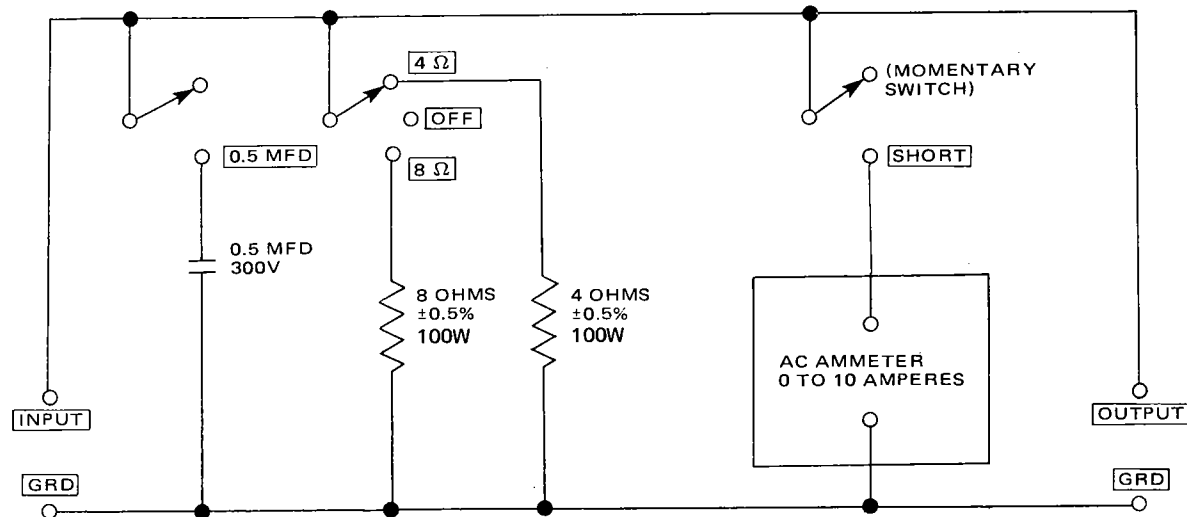 4 Ω
(MOMENTARY
SWITCH)
OFF
0.5 MFD
8 Ω
SHORT
0.5 MFD
300V
8 OHMS
±0.5%
100W
4 OHMS
±0.5%
100W
AC AMMETER
0 TO 10 AMPERES
INPUT
OUTPUT
GRD
GRD